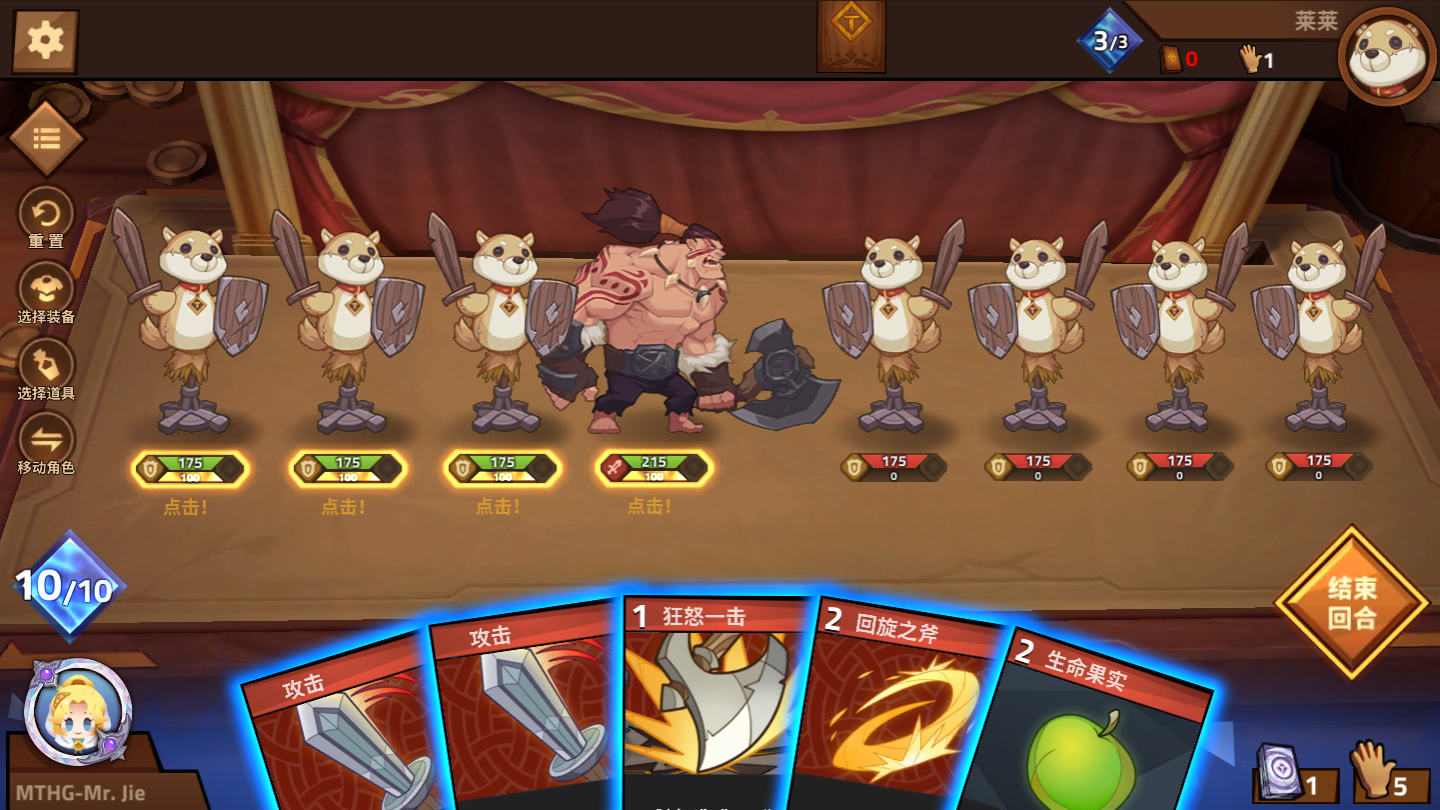 莱莱
3/3
0
1
重置
选择装备
选择道具
移动角色
175
100
点击!
175
100
点击!
175
100
点击!
215
100
点击!
175
0
175
0
175
0
175
0
10/10
结束
回合
攻击
攻击
1 狂怒一击
2 回旋之斧
2 生命果实
MTHG-Mr. Jie
1
5